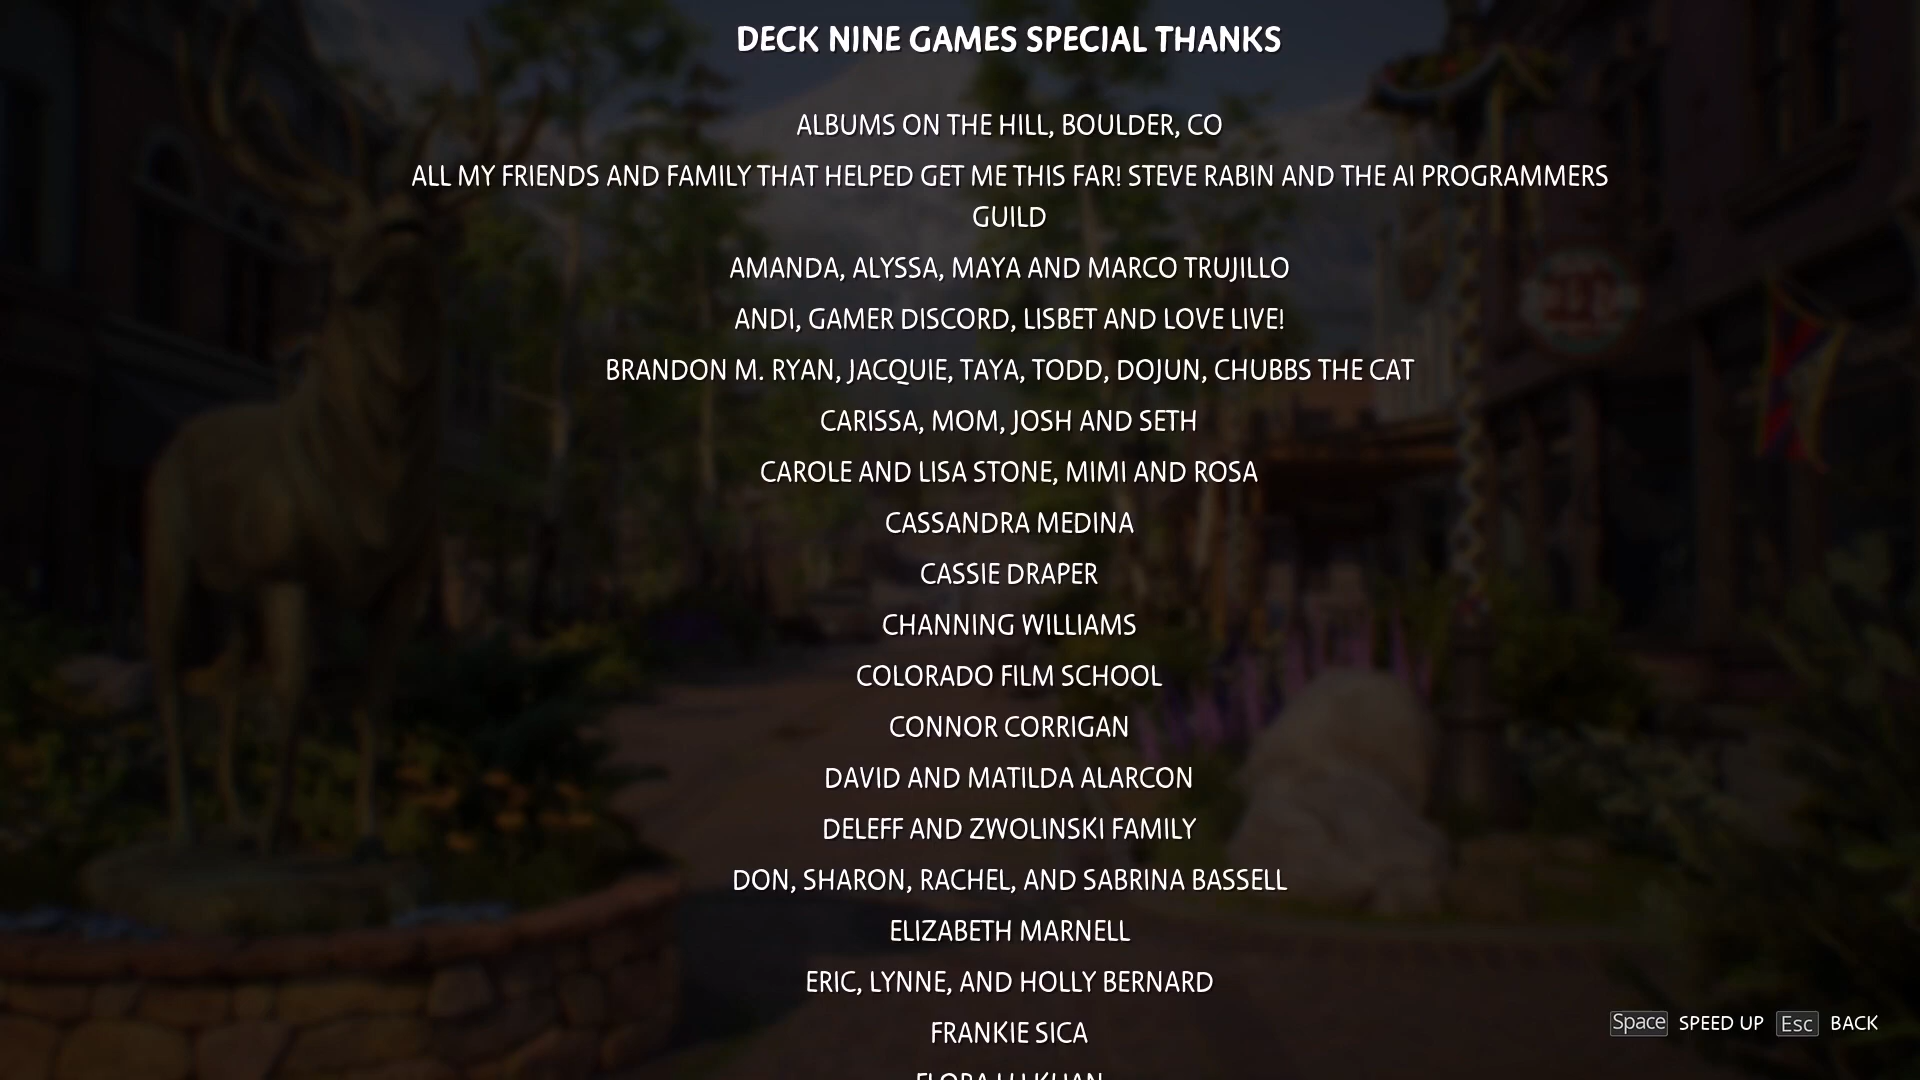 DECK NINE GAMES SPECIAL THANKS
ALBUMS ON THE HILL, BOULDER, CO
ALL MY FRIENDS AND FAMILY THAT HELPED GET ME THIS FAR! STEVE RABIN AND THE AI PROGRAMMERS
GUILD
AMANDA, ALYSSA, MAYA AND MARCO TRUJILLO
ANDI, GAMER DISCORD, LISBET AND LOVE LIVE!
BRANDON M. RYAN, JACQUIE, TAYA, TODD, DOJUN, CHUBBS THE CAT
CARISSA, MOM, JOSH AND SETH
CAROLE AND LISA STONE, MIMI AND ROSA
CASSANDRA MEDINA
CASSIE DRAPER
CHANNING WILLIAMS
COLORADO FILM SCHOOL
CONNOR CORRIGAN
DAVID AND MATILDA ALARCON
DELEFF AND ZWOLINSKI FAMILY
DON, SHARON, RACHEL, AND SABRINA BASSELL
ELIZABETH MARNELL
ERIC, LYNNE, AND HOLLY BERNARD
FRANKIE SICA
Space SPEED UP Esc BACK